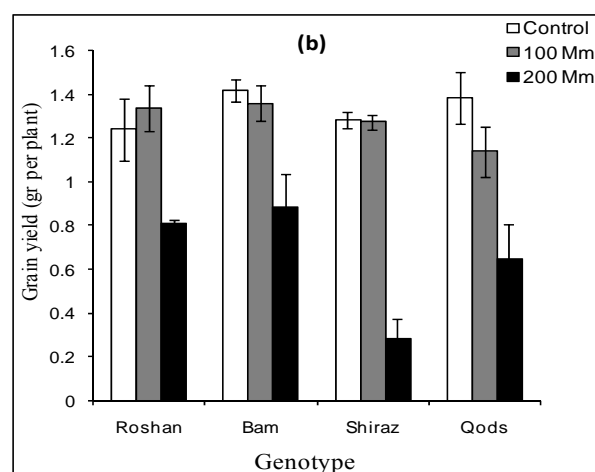 (b)
Control
100 Mm
200 Mm
Grain yield (gr per plant)
1.6
1.4
1.2
1
0.8
0.6
0.4
0.2
0
Roshan Bam Shiraz Qods
Genotype